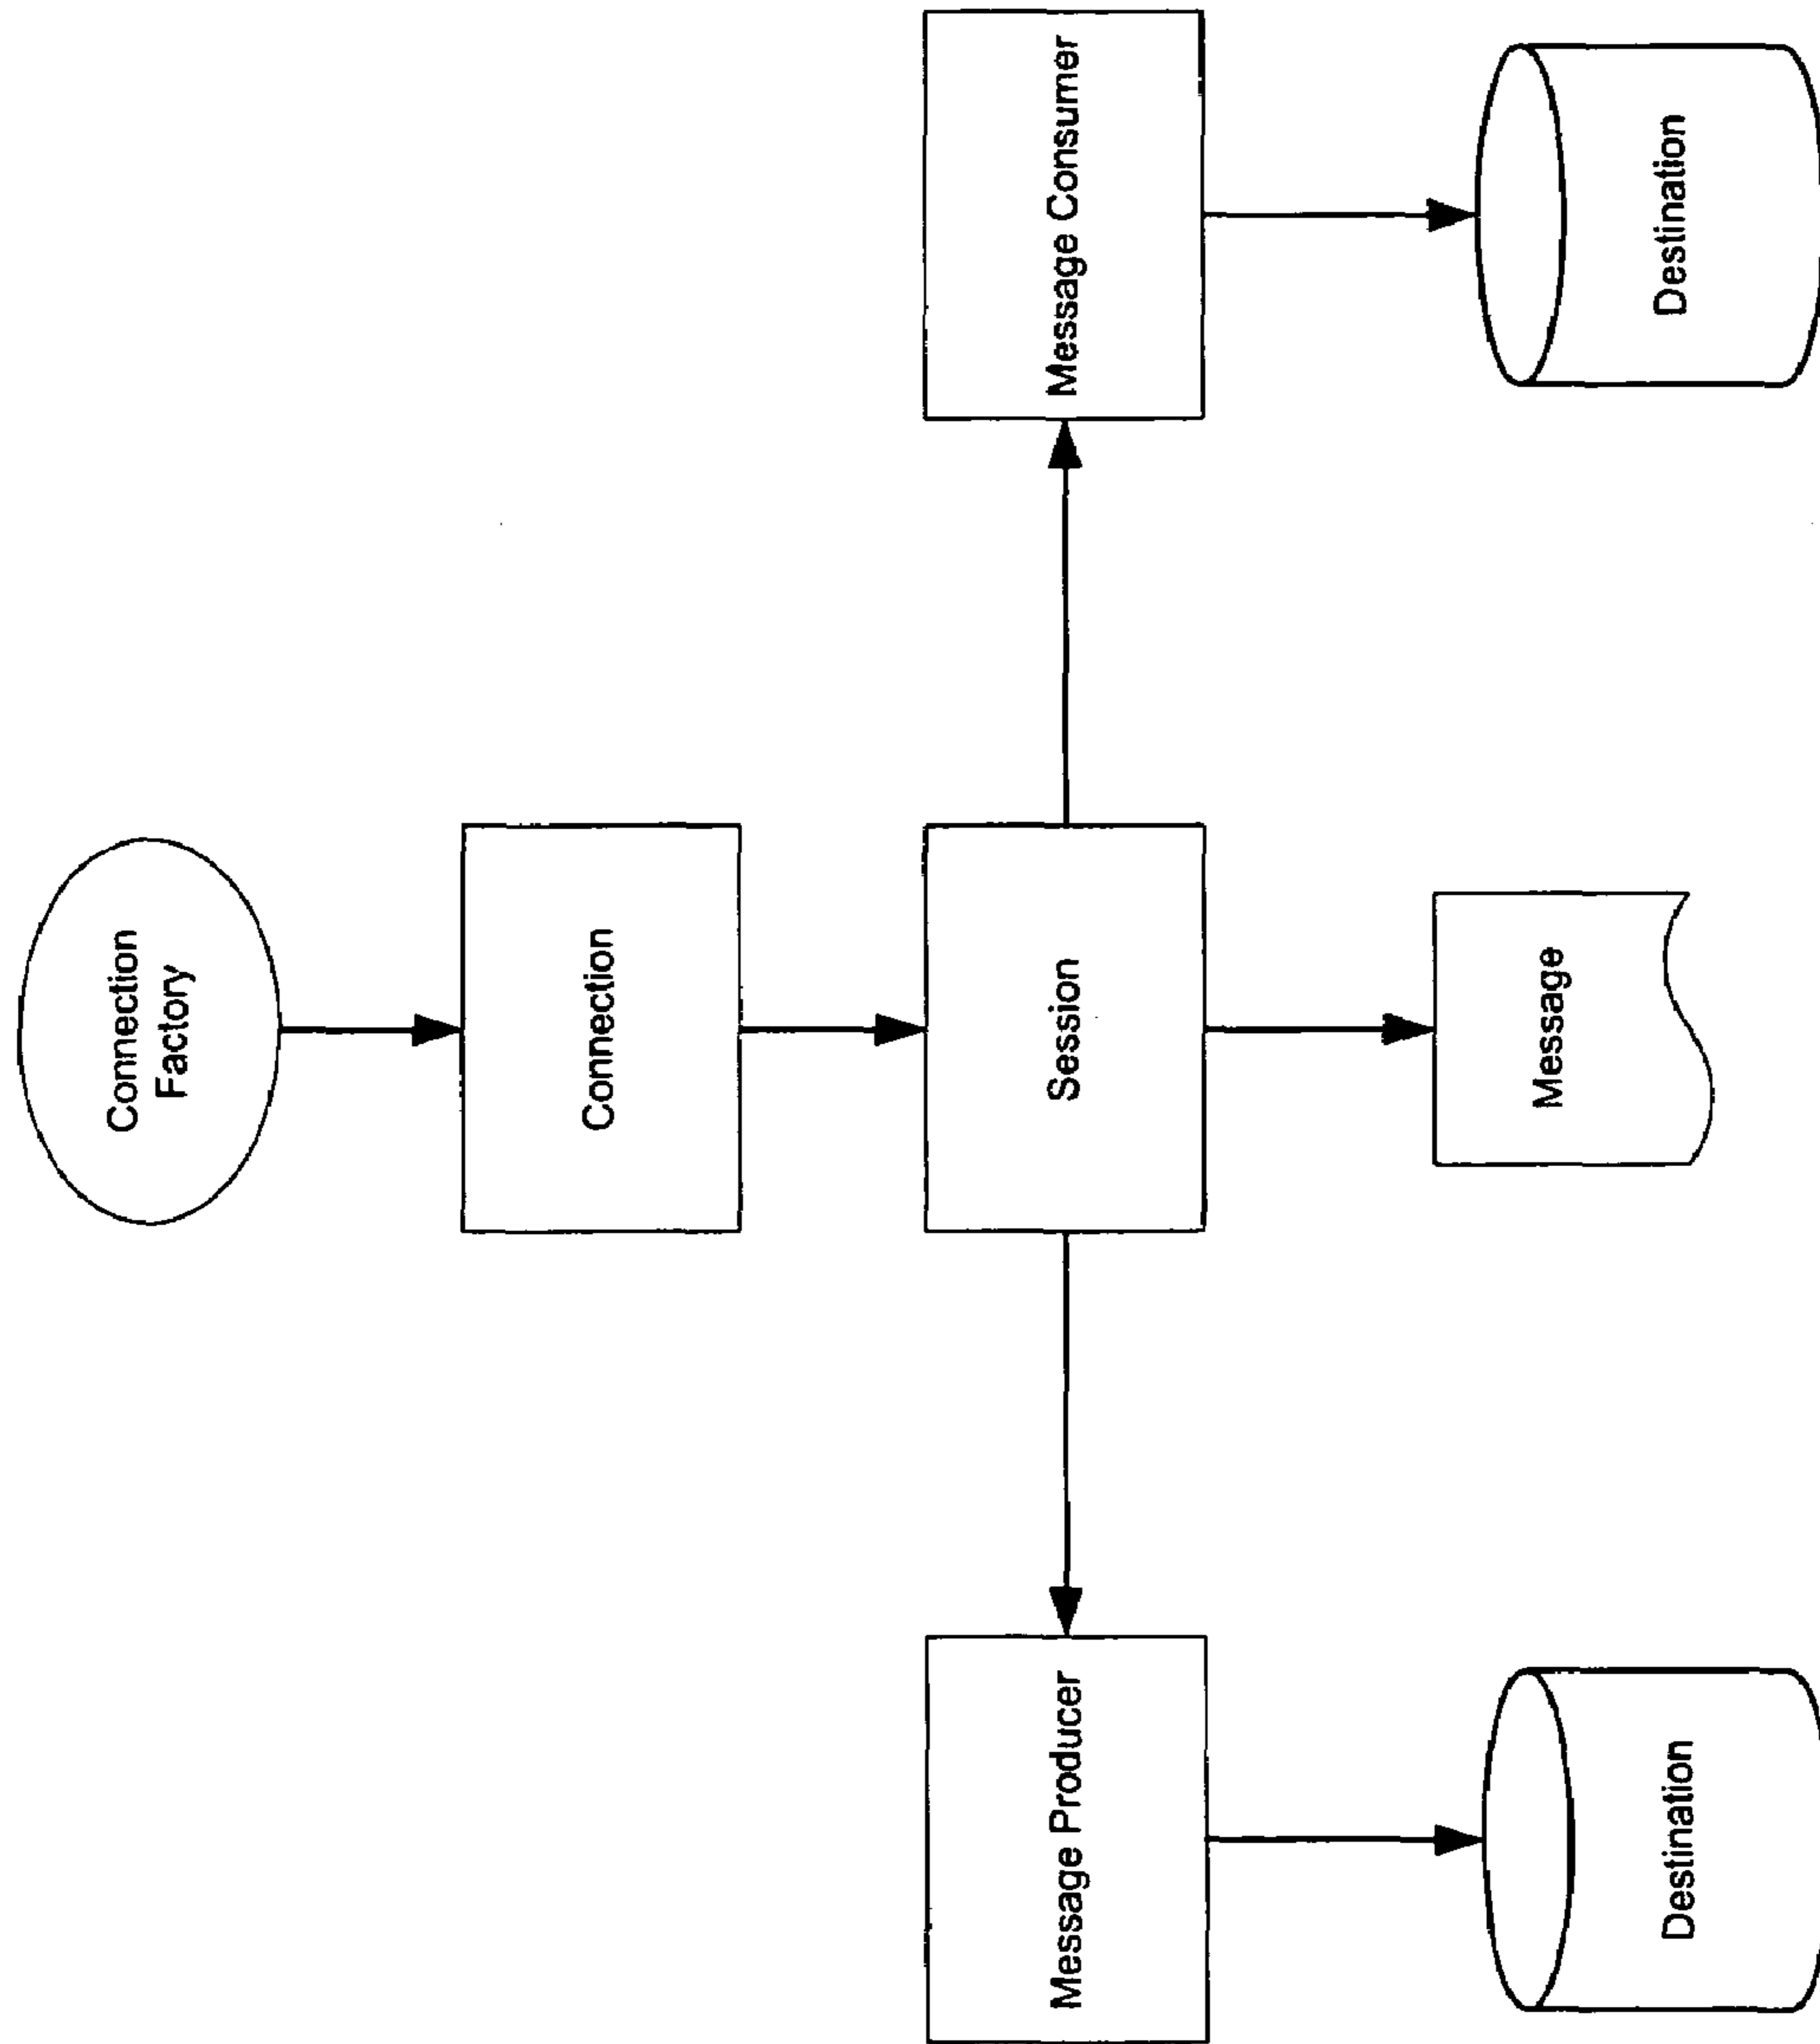 Connection
Factory
Connection
Message Producer
Session
Message Consumer
Destination
Message
Destination